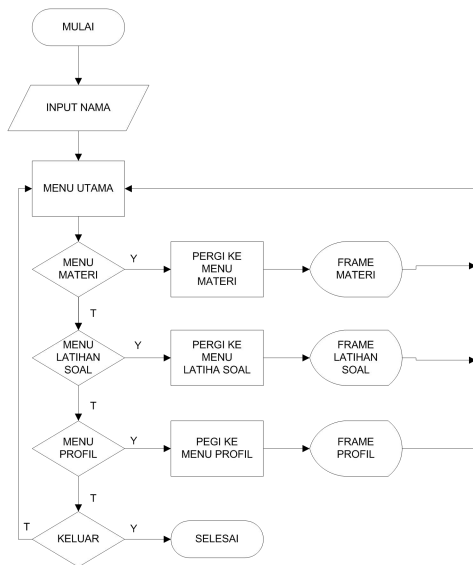 MULAI
INPUT NAMA
MENU UTAMA
MENU
MATERI
Y
PERGI KE
MENU
MATERI
FRAME
MATERI
T
MENU
LATIHAN
SOAL
Y
PERGI KE
MENU
LATIHA SOAL
FRAME
LATIHAN
SOAL
T
MENU
PROFIL
Y
PEGI KE
MENU PROFIL
FRAME
PROFIL
T
T
KELUAR
Y
SELESAI